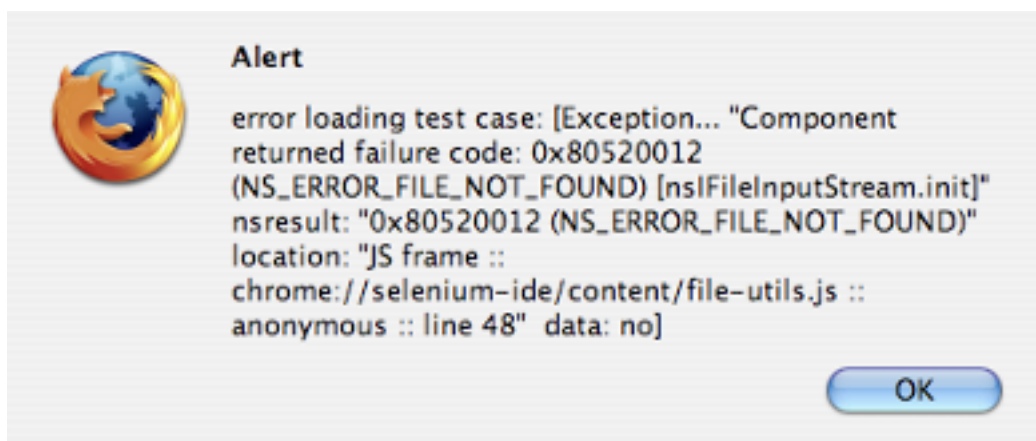 Alert
error loading test case: [Exception... "Component
returned failure code: 0x80520012
(NS_ERROR_FILE_NOT_FOUND) [nsIFileInputStream.init]"
nsresult: "0x80520012 (NS_ERROR_FILE_NOT_FOUND)"
location: "JS frame ::
chrome://selenium-ide/content/file-utils.js ::
anonymous :: line 48"  data: no]
OK